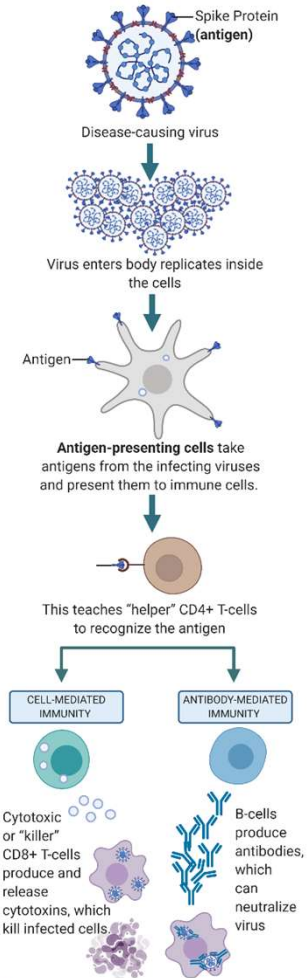 Spike Protein
(antigen)
Disease-causing virus
Virus enters body replicates inside
the cells
Antigen
Antigen-presenting cells take
antigens from the infecting viruses
and present them to immune cells.
This teaches “helper” CD4+ T-cells
to recognize the antigen
CELL-MEDIATED
IMMUNITY
Cytotoxic
or “killer”
CD8+ T-cells
produce and
release
cytotoxins, which
kill infected cells.
ANTIBODY-MEDIATED
IMMUNITY
B-cells
produce
antibodies,
which
can
neutralize
virus